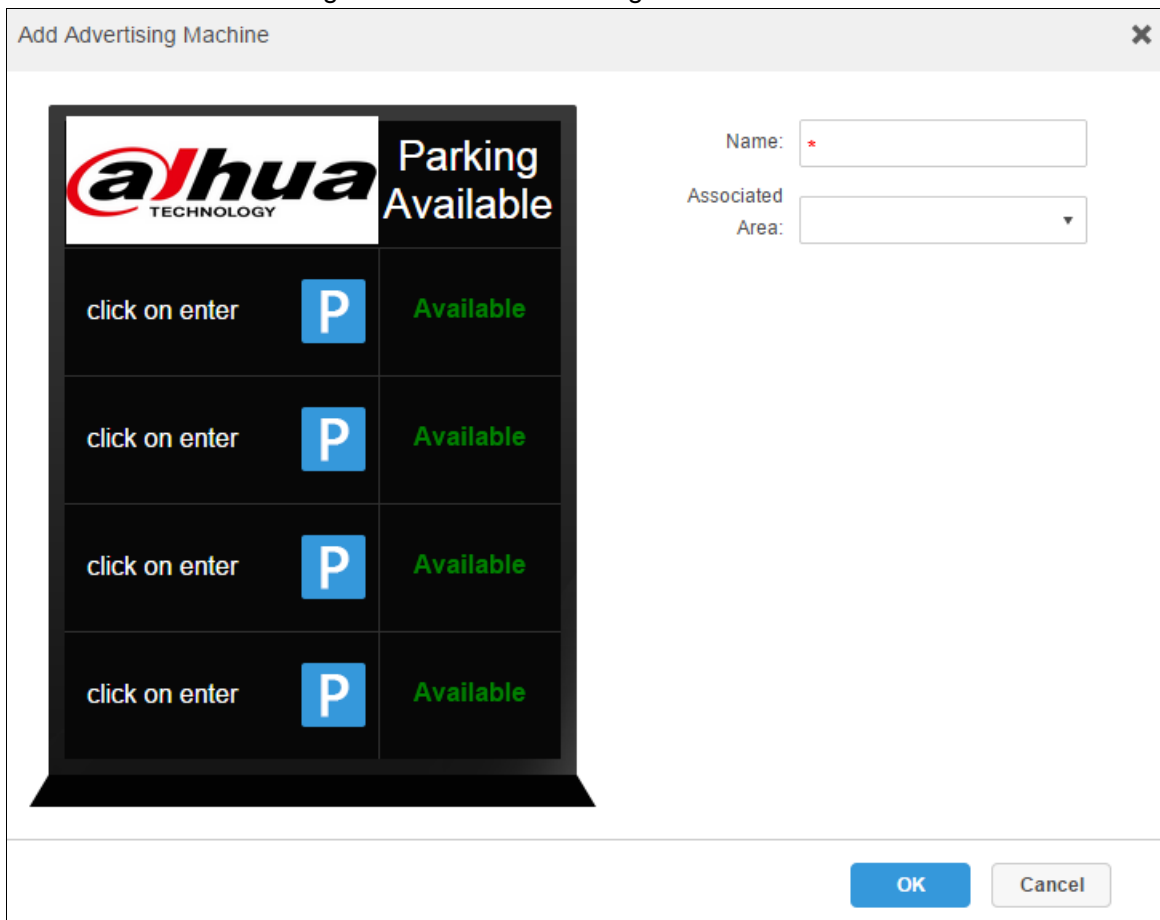 Add Advertising Machine
alhua
TECHNOLOGY
Parking
Available
Name: *
Associated
Area:
click on enter P Available
click on enter P Available
click on enter P Available
click on enter P Available
OK Cancel